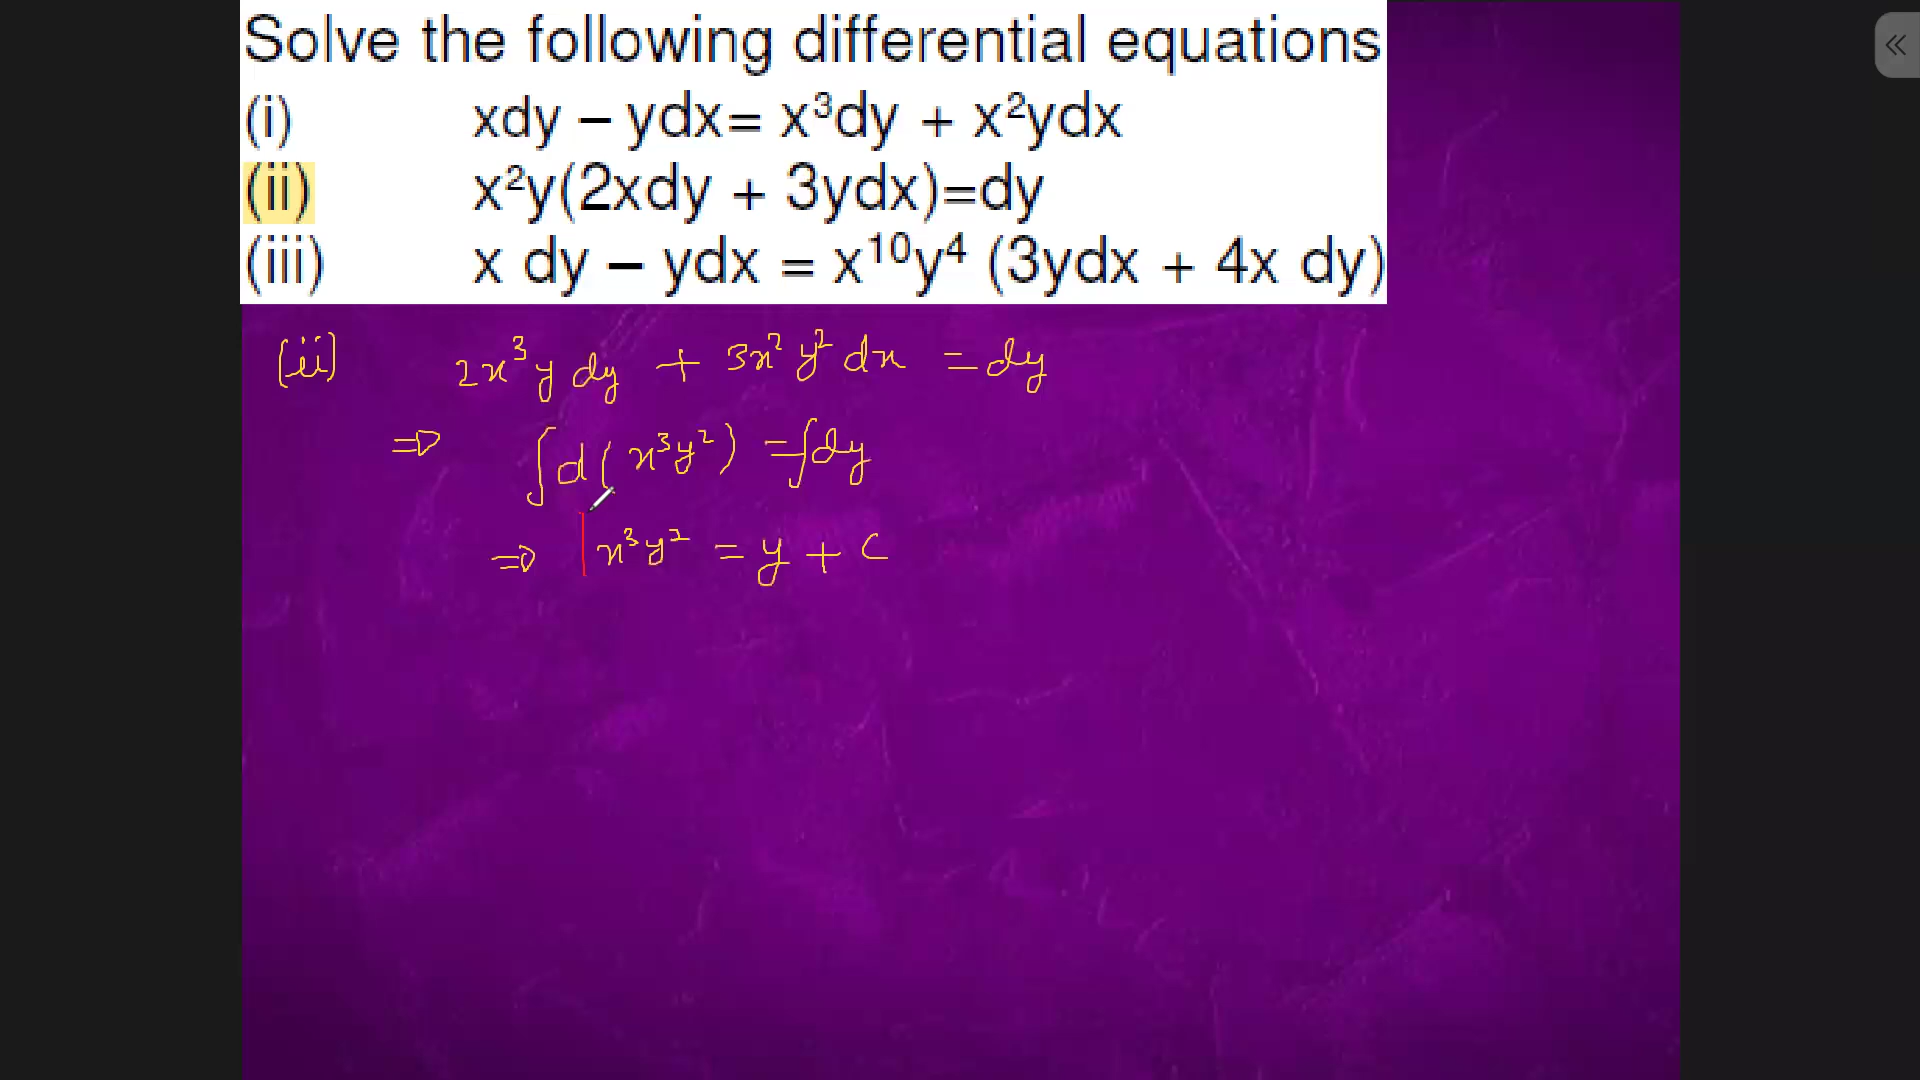 Solve the following differential equations
(i) xdy – ydx= x³dy + x²ydx
(ii) x²y(2xdy + 3ydx)=dy
(iii) x dy – ydx = x¹⁰y⁴ (3ydx + 4x dy)
(ii) 2x³y dy + 3x²y²dx = dy
⇒ ∫d(x³y²) = ∫dy
⇒ x³y² = y + c